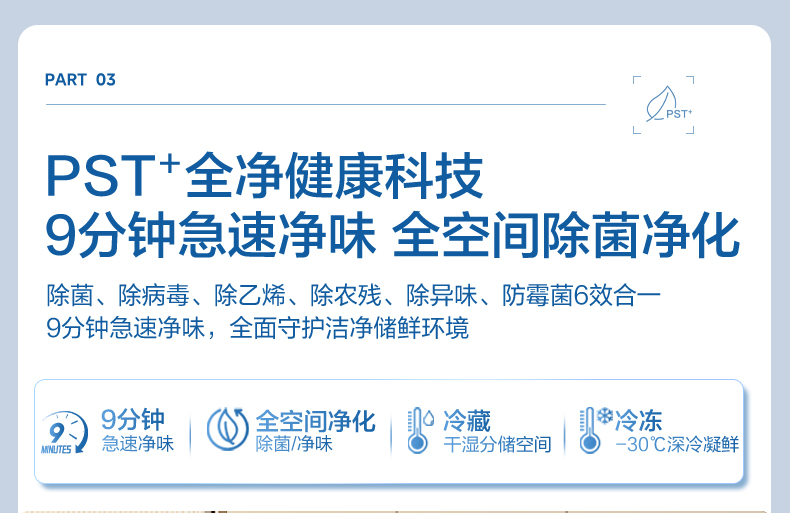 PART 03
PST⁺
PST⁺全净健康科技
9分钟急速净味 全空间除菌净化
除菌、除病毒、除乙烯、除农残、除异味、防霉菌6效合一
9分钟急速净味，全面守护洁净储鲜环境
9
MINUTES
9分钟
急速净味
全空间净化
除菌/净味
冷藏
干湿分储空间
冷冻
-30℃深冷凝鲜